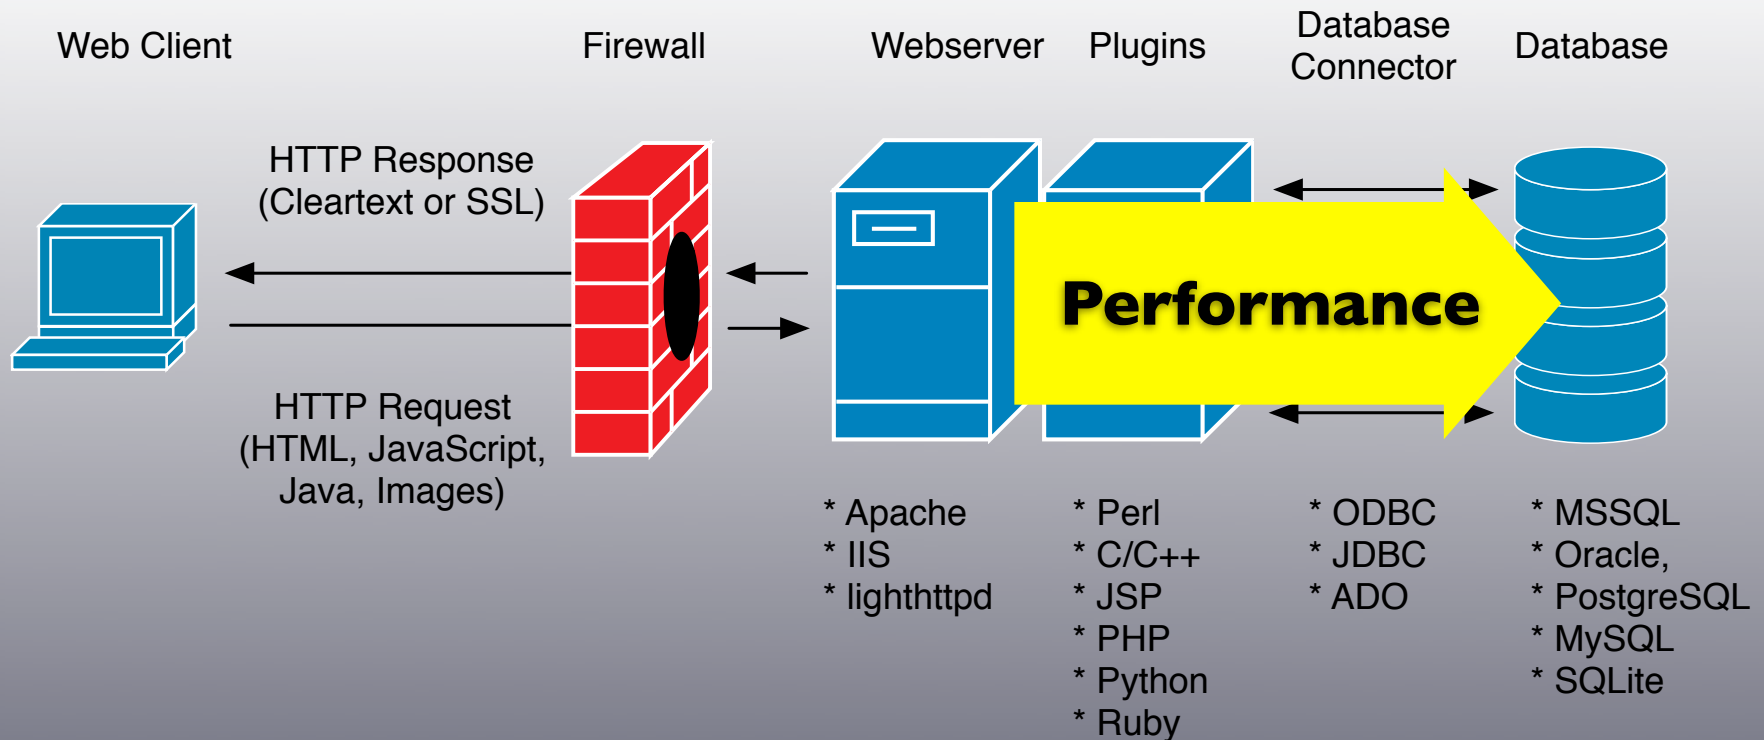 Web Client
Firewall
Webserver
Plugins
Database
Connector
Database
HTTP Response
(Cleartext or SSL)
Performance
HTTP Request
(HTML, JavaScript,
Java, Images)
* Apache
* IIS
* lighthttpd
* Perl
* C/C++
* JSP
* PHP
* Python
* Ruby
* ODBC
* JDBC
* ADO
* MSSQL
* Oracle,
* PostgreSQL
* MySQL
* SQLite